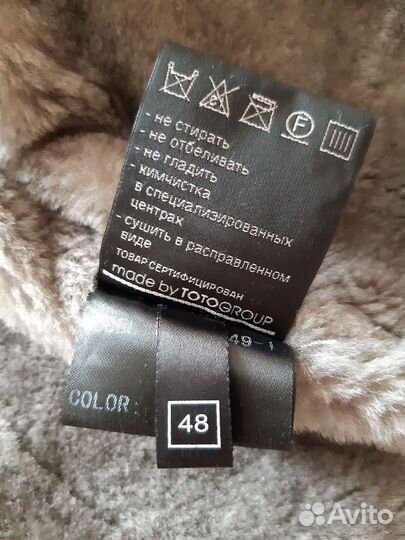 F
- не стирать
- не отбеливать
- не гладить
- химчистка
в специализированных
центрах
- сушить в расправленном
виде
ТОВАР СЕРТИФИЦИРОВАН
made by TOTOGROUP
49-1
COLOR:
48
Avito